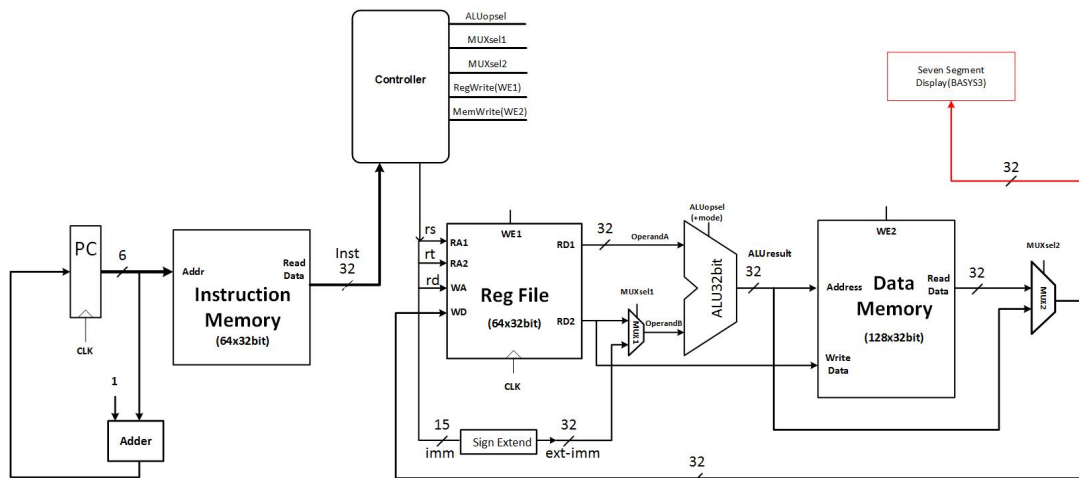 ALUopsel
MUXsel1
MUXsel2
RegWrite(WE1)
MemWrite(WE2)
Controller
Seven Segment
Display(BASYS3)
32
PC
6
CLK
1
Adder
Addr
Read
Data
Instruction
Memory
(64x32bit)
Inst
32
rs
rt
rd
WE1
RA1
RA2
WA
WD
RD1
RD2
Reg File
(64x32bit)
CLK
32
OperandA
MUXsel1
MUX1
OperandB
ALUopsel
(+mode)
ALU32bit
ALUresult
32
WE2
Address
Read
Data
Data
Memory
(128x32bit)
Write
Data
32
MUXsel2
MUX2
15
imm
Sign Extend
32
ext-imm
32